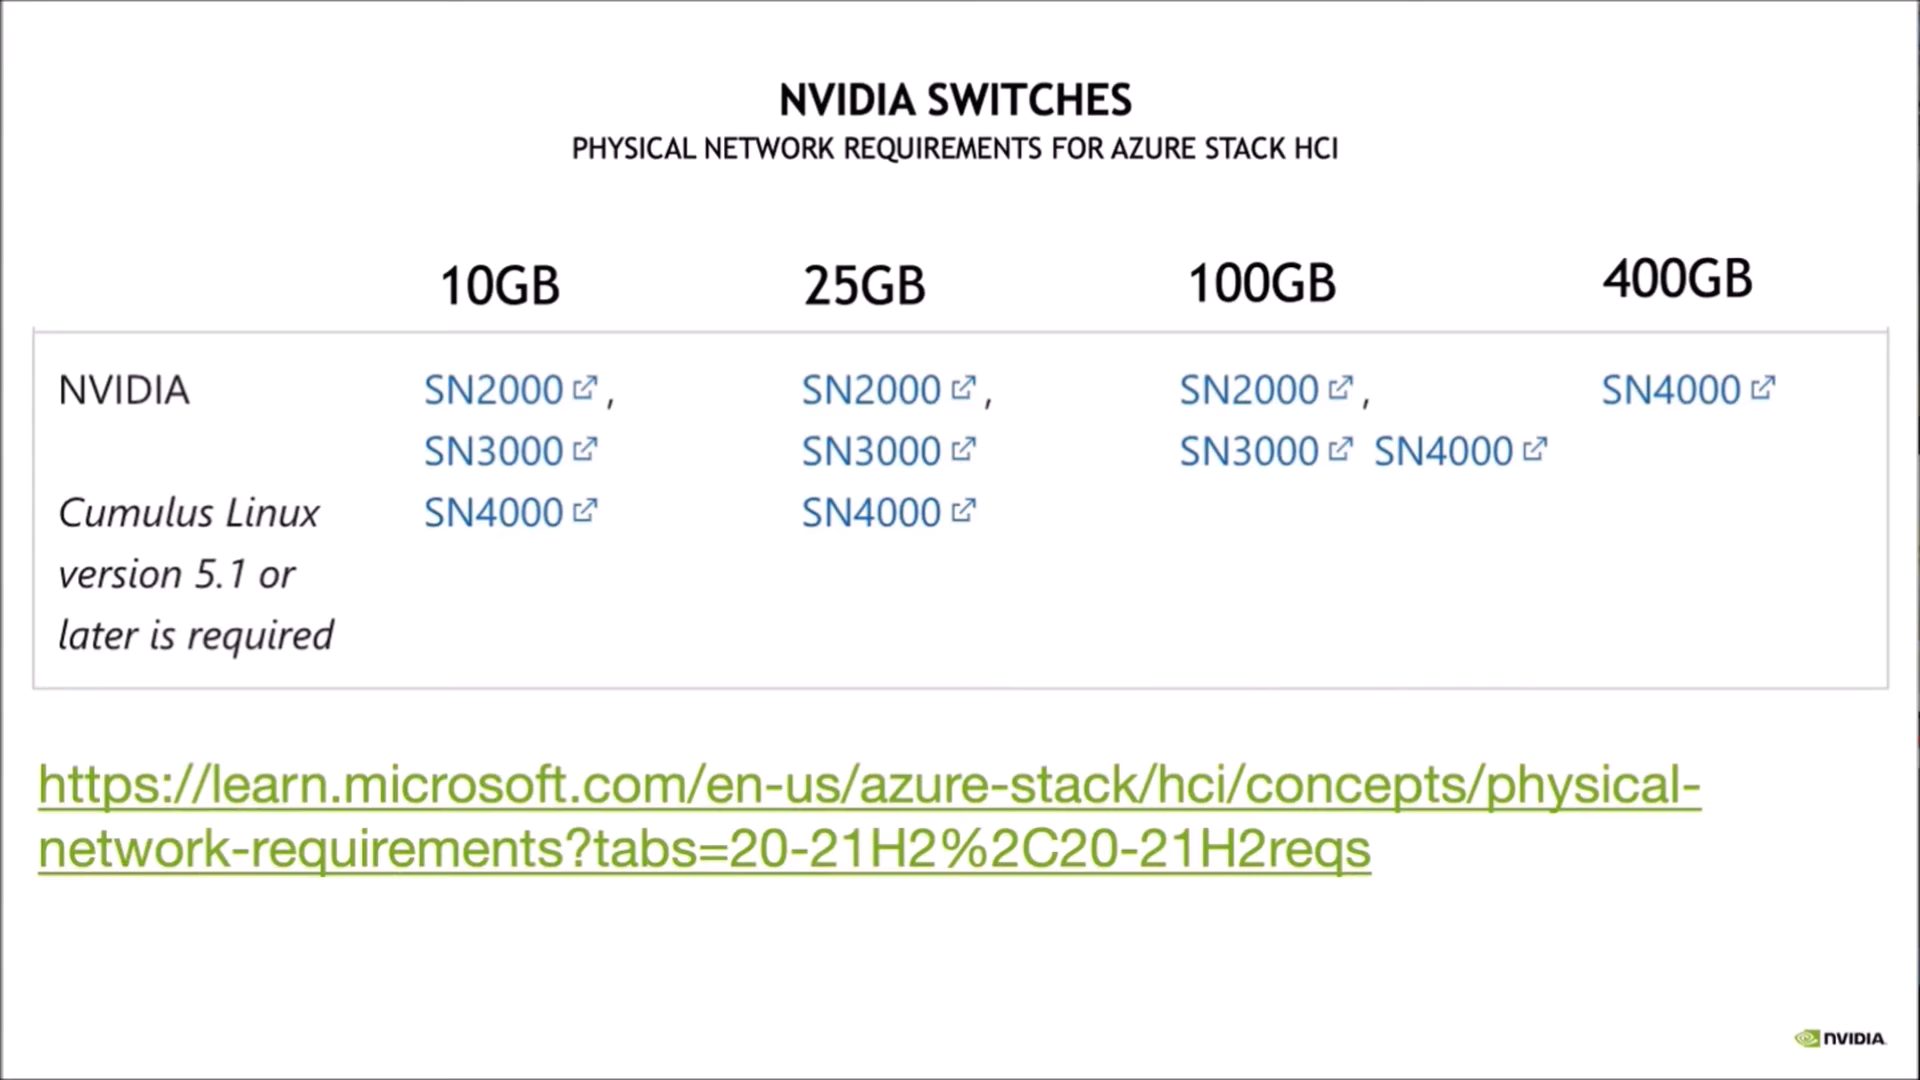 NVIDIA SWITCHES
PHYSICAL NETWORK REQUIREMENTS FOR AZURE STACK HCI
10GB 25GB 100GB 400GB
NVIDIA SN2000 , SN2000 , SN2000 , SN4000
SN3000 SN3000 SN3000 SN4000
Cumulus Linux SN4000 SN4000
version 5.1 or
later is required
https://learn.microsoft.com/en-us/azure-stack/hci/concepts/physical-
network-requirements?tabs=20-21H2%2C20-21H2reqs
NVIDIA.